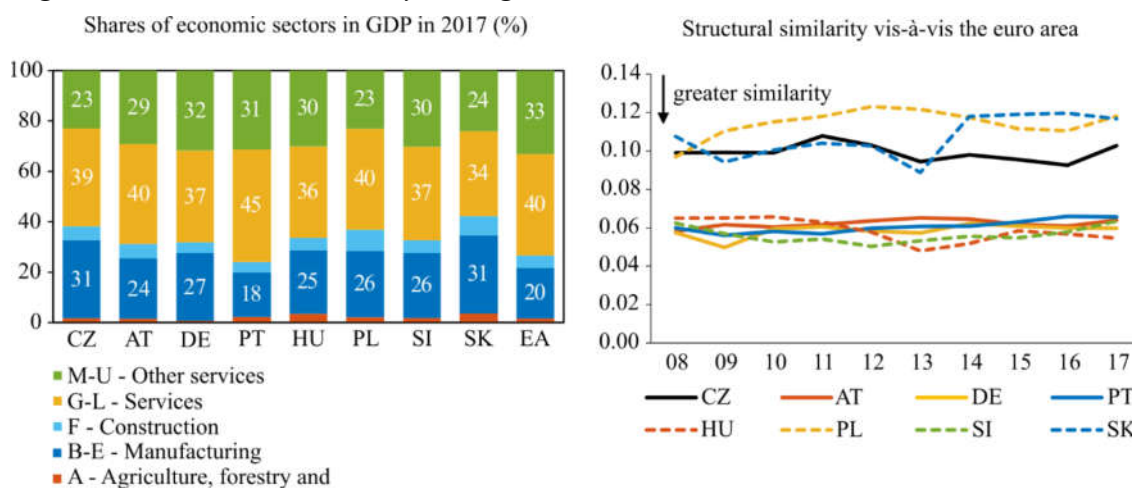 Shares of economic sectors in GDP in 2017 (%)
100
80
60
40
20
0
23 29 32 31 30 23 30 24 33
39 40 37 45 36 40 37 34 40
31 24 27 18 25 26 26 31 20
CZ AT DE PT HU PL SI SK EA
M-U - Other services
G-L - Services
F - Construction
B-E - Manufacturing
A - Agriculture, forestry and
Structural similarity vis-à-vis the euro area
0.14
0.12
0.10
0.08
0.06
0.04
0.02
0.00
greater similarity
08 09 10 11 12 13 14 15 16 17
CZ AT DE PT
HU PL SI SK